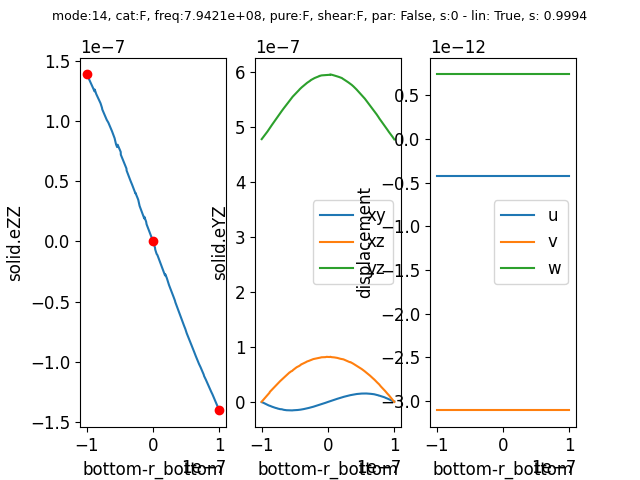 mode:14, cat:F, freq:7.9421e+08, pure:F, shear:F, par: False, s:0 - lin: True, s: 0.9994
1e−7
1.5
1.0
0.5
0.0
−0.5
−1.0
−1.5
solid.eZZ
−1 0 1
1e−7
bottom-r_bottom
1e−7
6
5
4
3
2
1
0
solid.eYZ
xy
xz
yz
−1 0 1
1e−7
bottom-r_bottom
1e−12
0.5
0.0
−0.5
−1.0
−1.5
−2.0
−2.5
−3.0
displacement
u
v
w
−1 0 1
1e−7
bottom-r_bottom